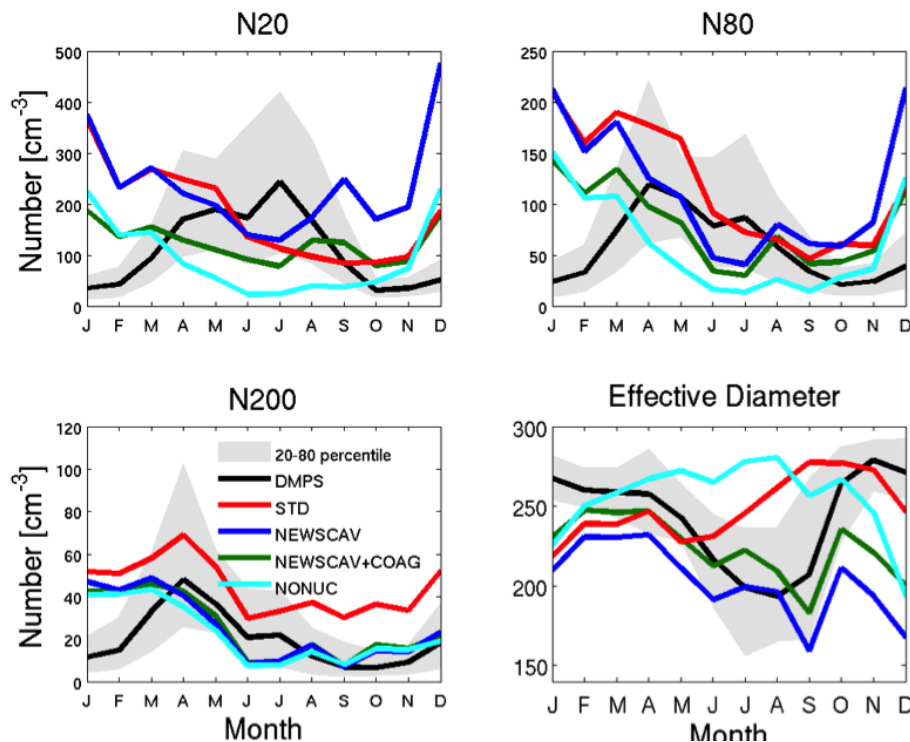 N20
Number [cm-3]
500
400
300
200
100
0
J F M A M J J A S O N D
N80
250
200
150
100
50
0
J F M A M J J A S O N D
N200
Number [cm-3]
120
100
80
60
40
20
0
20-80 percentile
DMPS
STD
NEWSCAV
NEWSCAV+COAG
NONUC
J F M A M J J A S O N D
Month
Effective Diameter
300
250
200
150
J F M A M J J A S O N D
Month